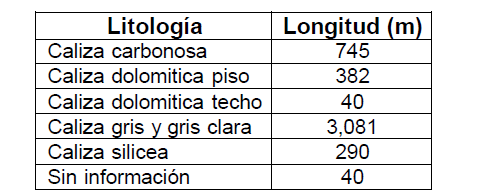 Litología Longitud (m)
Caliza carbonosa 745
Caliza dolomitica piso 382
Caliza dolomitica techo 40
Caliza gris y gris clara 3,081
Caliza silicea 290
Sin información 40